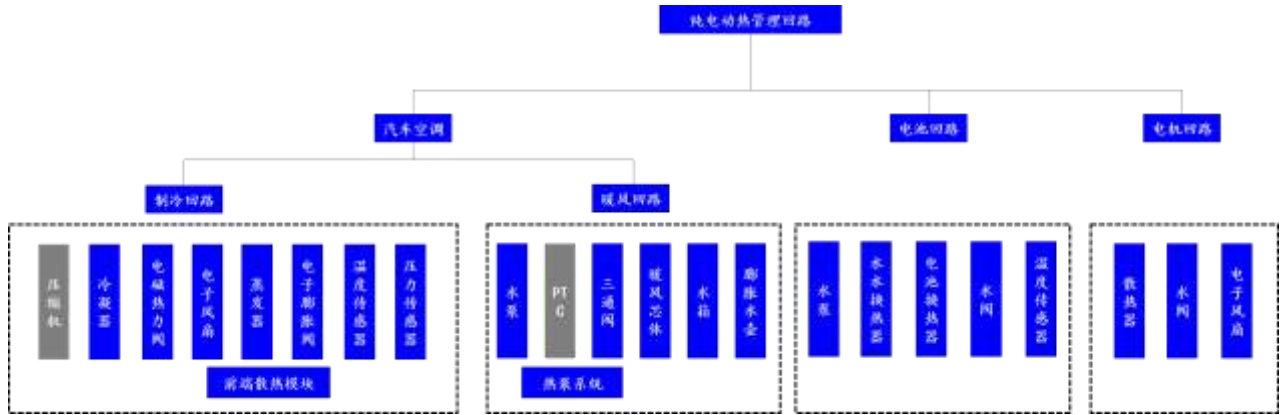 纯电动热管理回路
汽车空调
电池回路
电机回路
制冷回路
暖风回路
压缩机
冷凝器
电磁热力阀
电子风扇
蒸发器
电子膨胀阀
温度传感器
压力传感器
水泵
PTC
三通阀
暖风芯体
水箱
膨胀水壶
水泵
水水换热器
电池换热器
水阀
温度传感器
散热器
水阀
电子风扇
前端散热模块
热泵系统